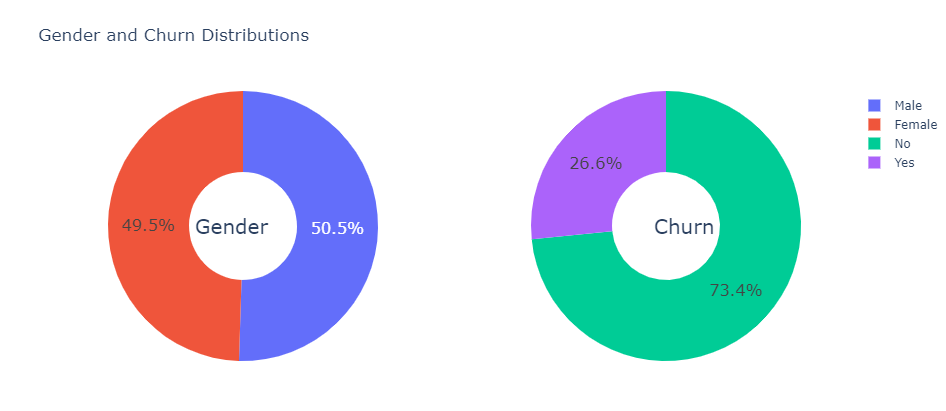 Gender and Churn Distributions
49.5%
Gender
50.5%
26.6%
Churn
73.4%
Male
Female
No
Yes